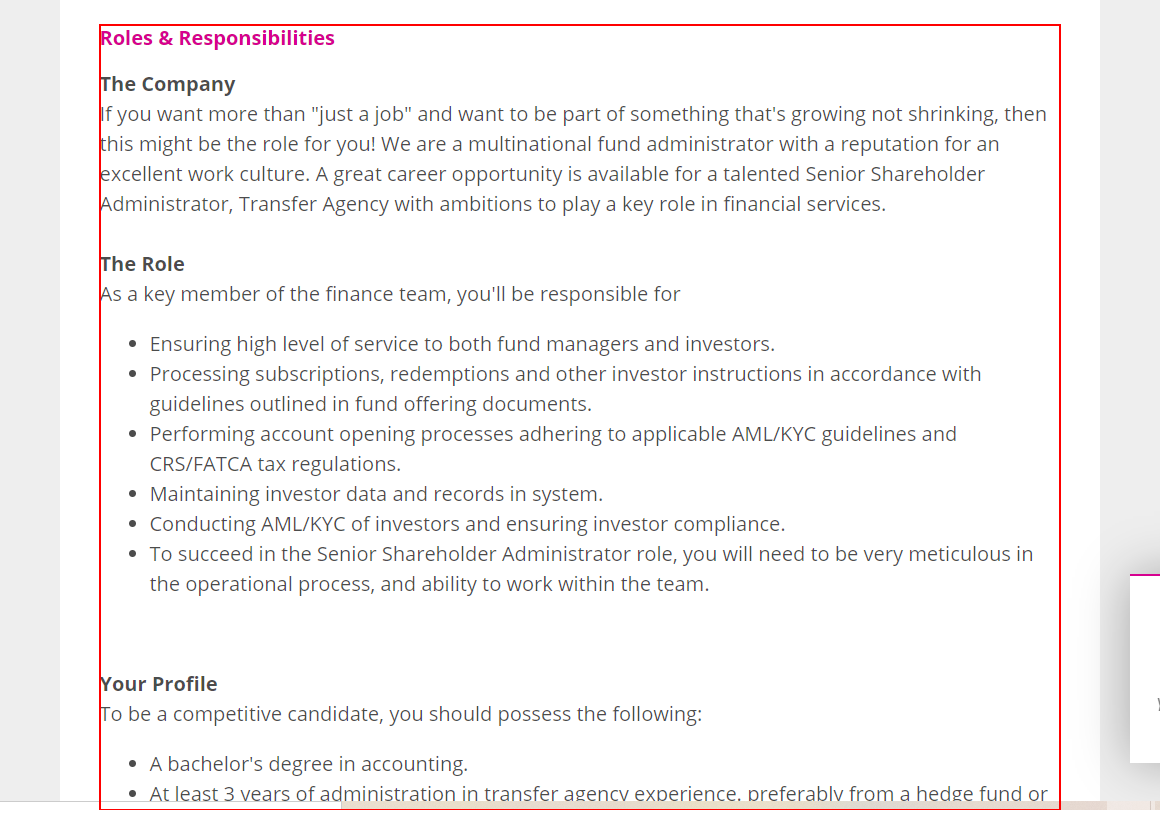 Roles & Responsibilities
The Company
If you want more than "just a job" and want to be part of something that's growing not shrinking, then
this might be the role for you! We are a multinational fund administrator with a reputation for an
excellent work culture. A great career opportunity is available for a talented Senior Shareholder
Administrator, Transfer Agency with ambitions to play a key role in financial services.
The Role
As a key member of the finance team, you'll be responsible for
Ensuring high level of service to both fund managers and investors.
Processing subscriptions, redemptions and other investor instructions in accordance with
guidelines outlined in fund offering documents.
Performing account opening processes adhering to applicable AML/KYC guidelines and
CRS/FATCA tax regulations.
Maintaining investor data and records in system.
Conducting AML/KYC of investors and ensuring investor compliance.
To succeed in the Senior Shareholder Administrator role, you will need to be very meticulous in
the operational process, and ability to work within the team.
Your Profile
To be a competitive candidate, you should possess the following:
A bachelor's degree in accounting.
At least 3 years of administration in transfer agency experience, preferably from a hedge fund or